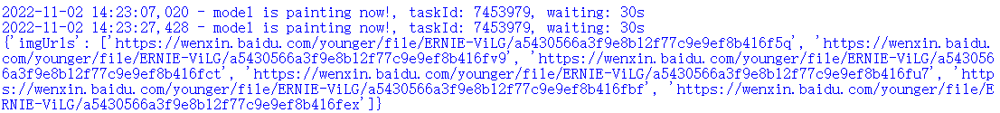 2022-11-02 14:23:07,020 - model is painting now!, taskId: 7453979, waiting: 30s
2022-11-02 14:23:27,428 - model is painting now!, taskId: 7453979, waiting: 30s
{'imgUrls': ['https://wenxin.baidu.com/younger/file/ERNIE-ViLG/a5430566a3f9e8b12f77c9e9ef8b416f5q', 'https://wenxin.baidu.
com/younger/file/ERNIE-ViLG/a5430566a3f9e8b12f77c9e9ef8b416fv9', 'https://wenxin.baidu.com/younger/file/ERNIE-ViLG/a543056
6a3f9e8b12f77c9e9ef8b416fct', 'https://wenxin.baidu.com/younger/file/ERNIE-ViLG/a5430566a3f9e8b12f77c9e9ef8b416fu7', 'http
s://wenxin.baidu.com/younger/file/ERNIE-ViLG/a5430566a3f9e8b12f77c9e9ef8b416fbf', 'https://wenxin.baidu.com/younger/file/E
RNIE-ViLG/a5430566a3f9e8b12f77c9e9ef8b416fex']}